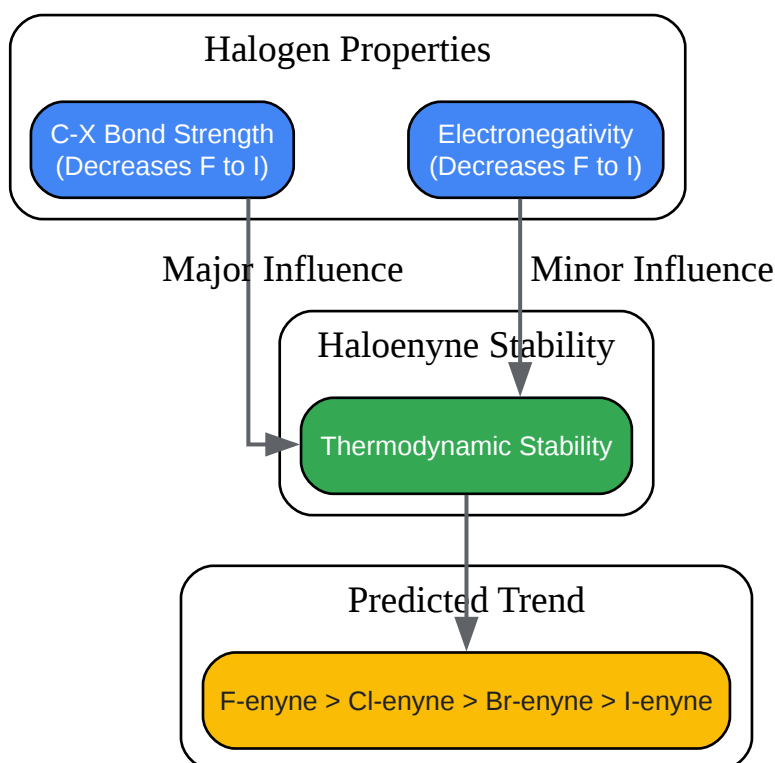 Halogen Properties
C-X Bond Strength
(Decreases F to I)
Electronegativity
(Decreases F to I)
Major Influence
Minor Influence
Haloenyne Stability
Thermodynamic Stability
Predicted Trend
F-enyne > Cl-enyne > Br-enyne > I-enyne